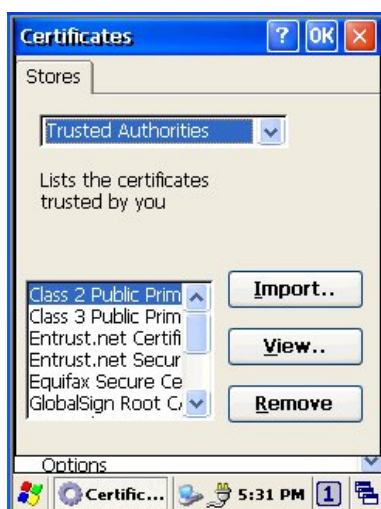 Certificates ? OK
Stores
Trusted Authorities
Lists the certificates
trusted by you
Class 2 Public Prim
Class 3 Public Prim
Entrust.net Certifi
Entrust.net Secur
Equifax Secure Ce
GlobalSign Root
Import..
View..
Remove
Options
Certific... 5:31 PM 1